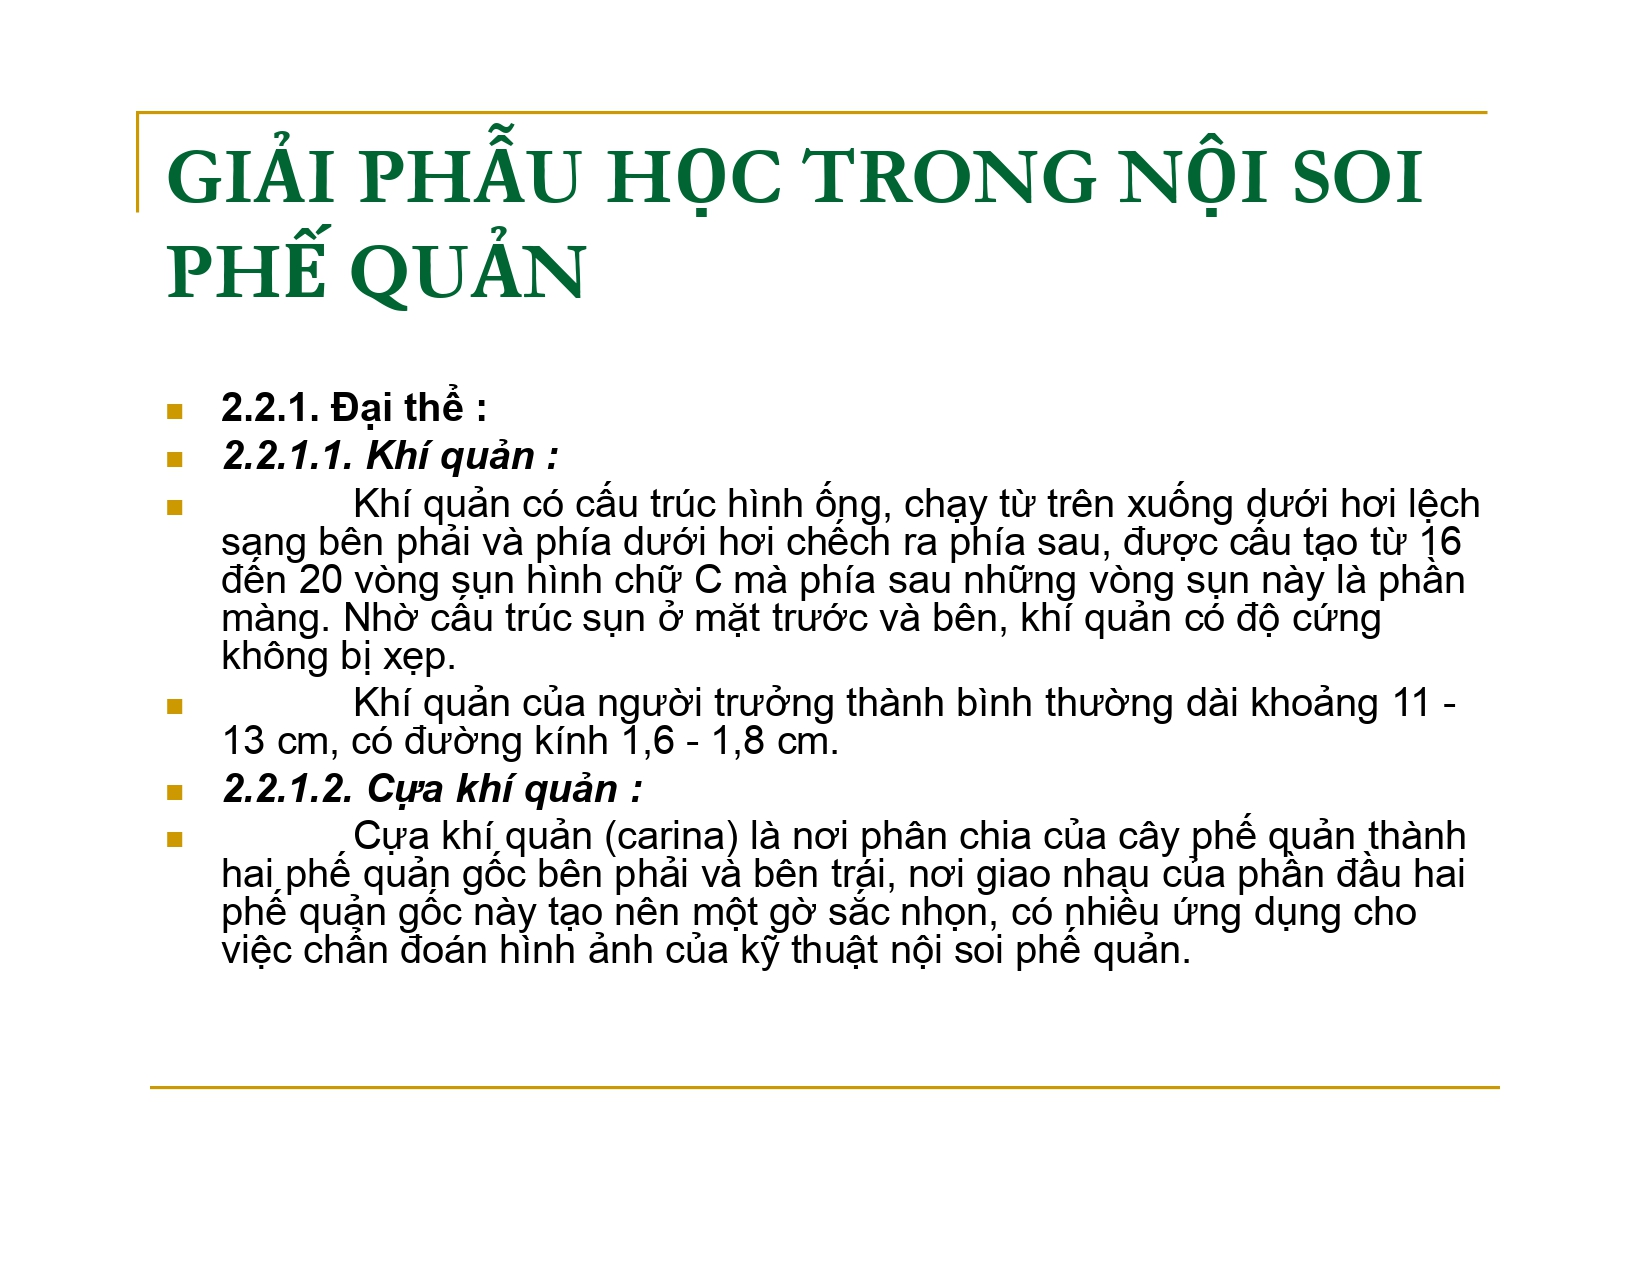 GIẢI PHẪU HỌC TRONG NỘI SOI
PHẾ QUẢN
2.2.1. Đại thể :
2.2.1.1. Khí quản :
Khí quản có cấu trúc hình ống, chạy từ trên xuống dưới hơi lệch
sang bên phải và phía dưới hơi chếch ra phía sau, được cấu tạo từ 16
đến 20 vòng sụn hình chữ C mà phía sau những vòng sụn này là phần
màng. Nhờ cấu trúc sụn ở mặt trước và bên, khí quản có độ cứng
không bị xẹp.
Khí quản của người trưởng thành bình thường dài khoảng 11 -
13 cm, có đường kính 1,6 - 1,8 cm.
2.2.1.2. Cựa khí quản :
Cựa khí quản (carina) là nơi phân chia của cây phế quản thành
hai phế quản gốc bên phải và bên trái, nơi giao nhau của phần đầu hai
phế quản gốc này tạo nên một gờ sắc nhọn, có nhiều ứng dụng cho
việc chẩn đoán hình ảnh của kỹ thuật nội soi phế quản.